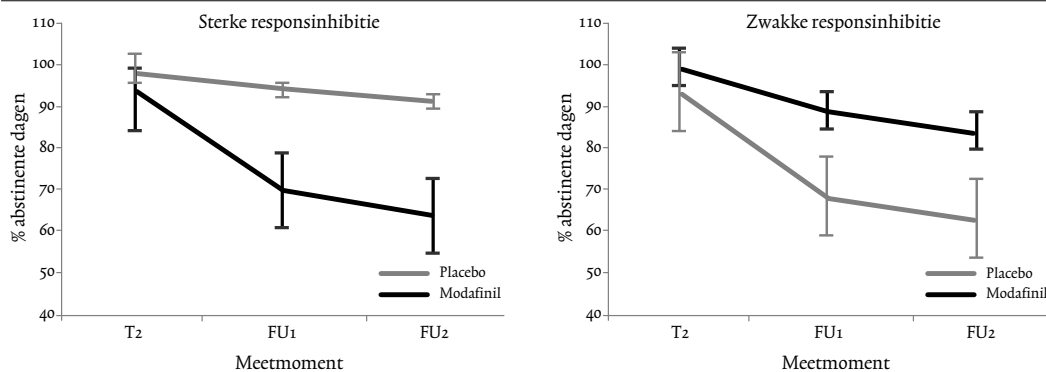 Sterke responsinhibitie
110
100
90
80
70
60
50
40
% abstinente dagen
Placebo
Modafinil
T2
FU1
FU2
Meetmoment
Zwakke responsinhibitie
110
100
90
80
70
60
50
40
% abstinente dagen
Placebo
Modafinil
T2
FU1
FU2
Meetmoment